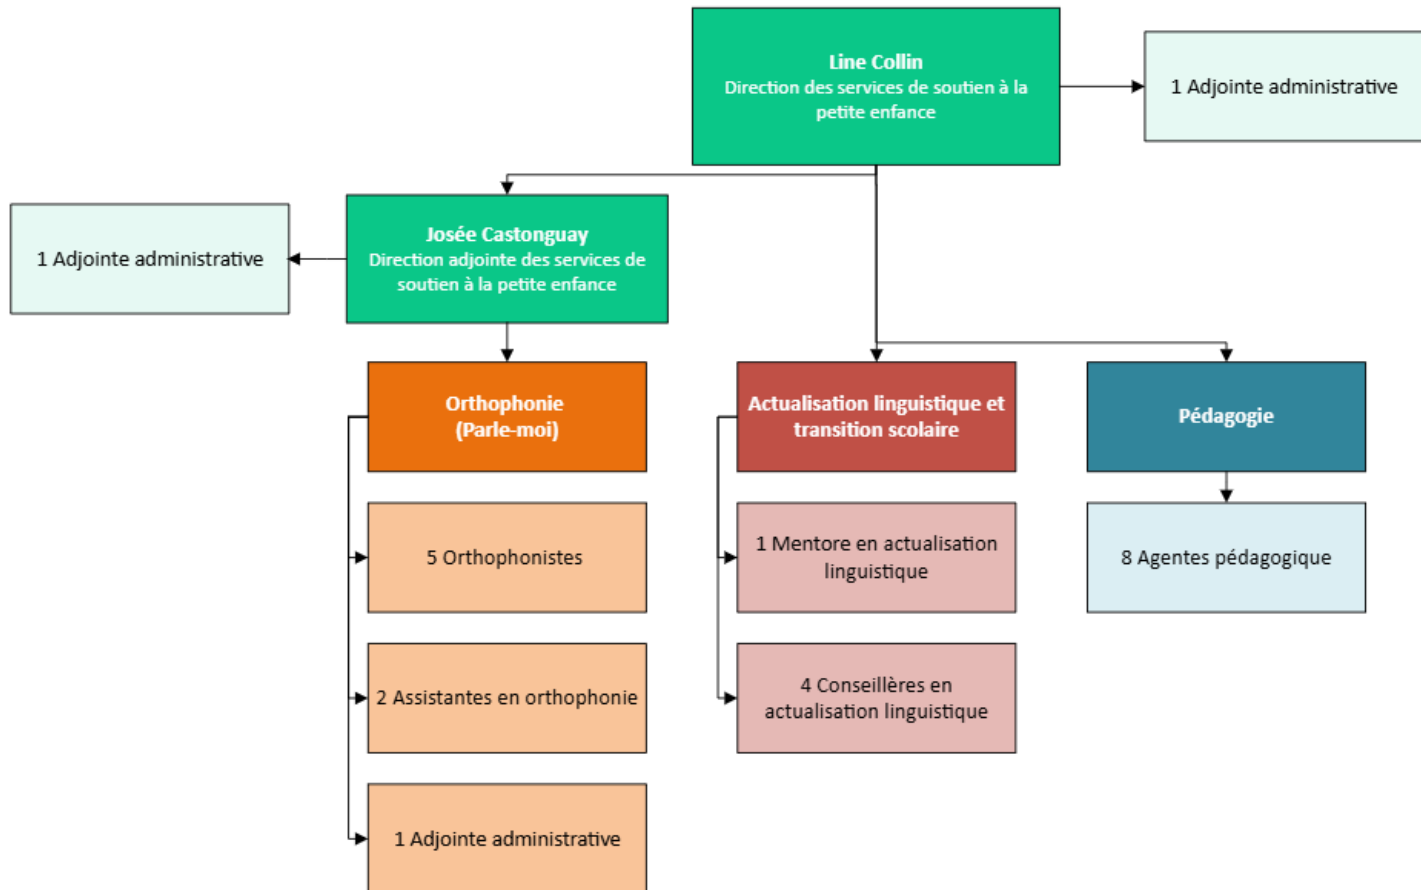 Line Collin
Direction des services de soutien à la
petite enfance
1 Adjointe administrative
1 Adjointe administrative
Josée Castonguay
Direction adjointe des services de
soutien à la petite enfance
Orthophonie
(Parle-moi)
Actualisation linguistique et
transition scolaire
Pédagogie
5 Orthophonistes
1 Mentore en actualisation
linguistique
8 Agentes pédagogique
2 Assistantes en orthophonie
4 Conseillères en
actualisation linguistique
1 Adjointe administrative